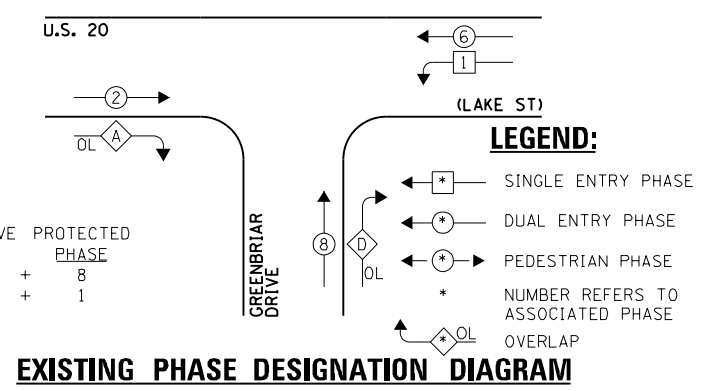 U.S. 20
6
1
2
(LAKE ST)
OL A
LEGEND:
* SINGLE ENTRY PHASE
* DUAL ENTRY PHASE
* PEDESTRIAN PHASE
* NUMBER REFERS TO
ASSOCIATED PHASE
* OL OVERLAP
GREENBRIAR
DRIVE
8
D
OL
PROTECTED
PHASE
+ 8
+ 1
EXISTING PHASE DESIGNATION DIAGRAM